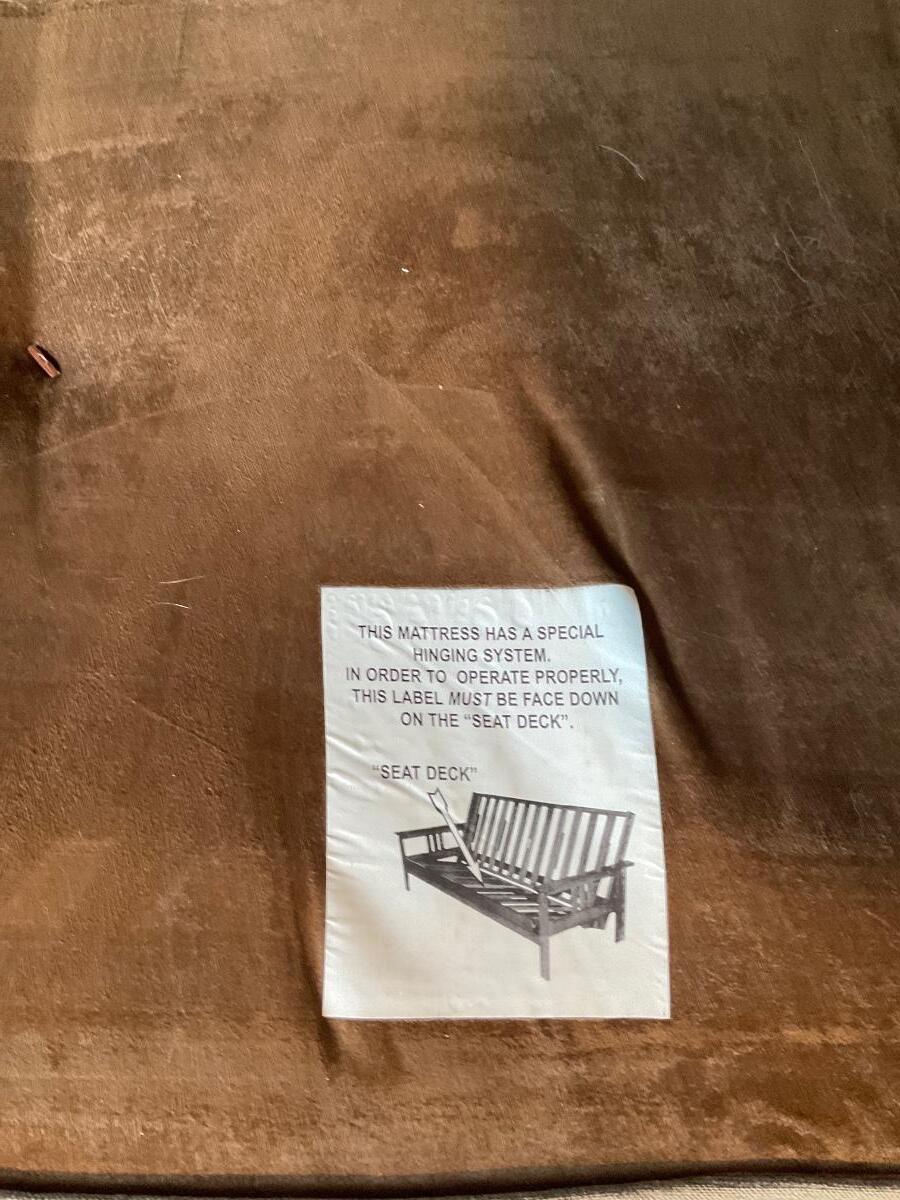 THIS MATTRESS HAS A SPECIAL
HINGING SYSTEM.
IN ORDER TO OPERATE PROPERLY,
THIS LABEL MUST BE FACE DOWN
ON THE “SEAT DECK”.
“SEAT DECK”